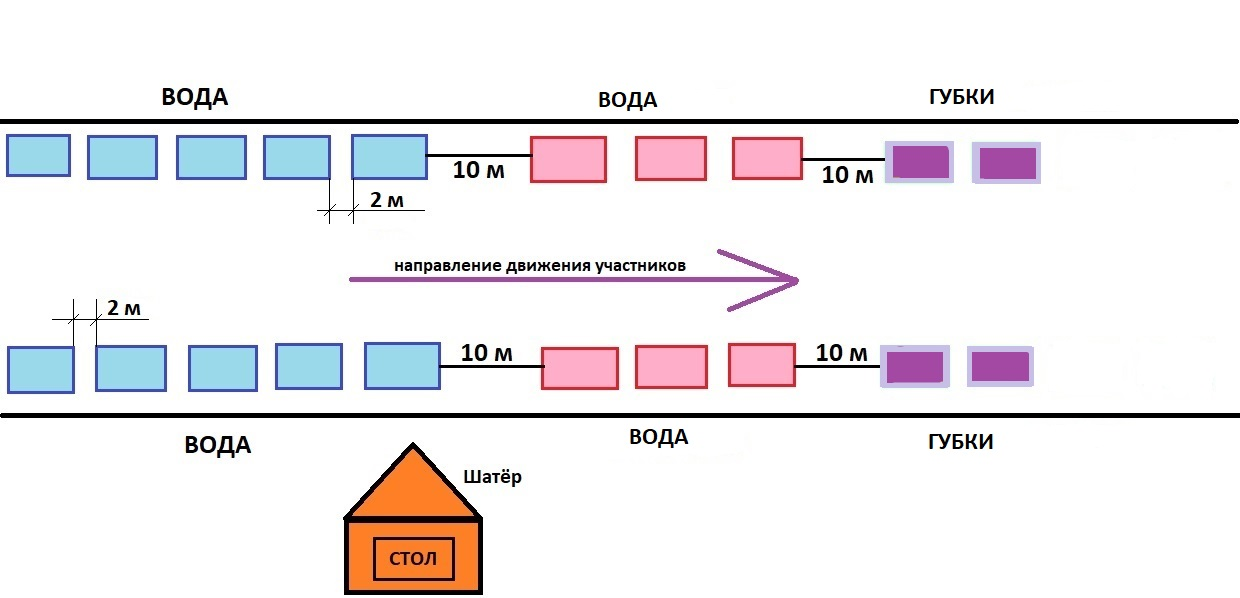 ВОДА
ВОДА
ГУБКИ
10 м
10 м
2 м
направление движения участников
2 м
10 м
10 м
ВОДА
ВОДА
ГУБКИ
Шатёр
СТОЛ